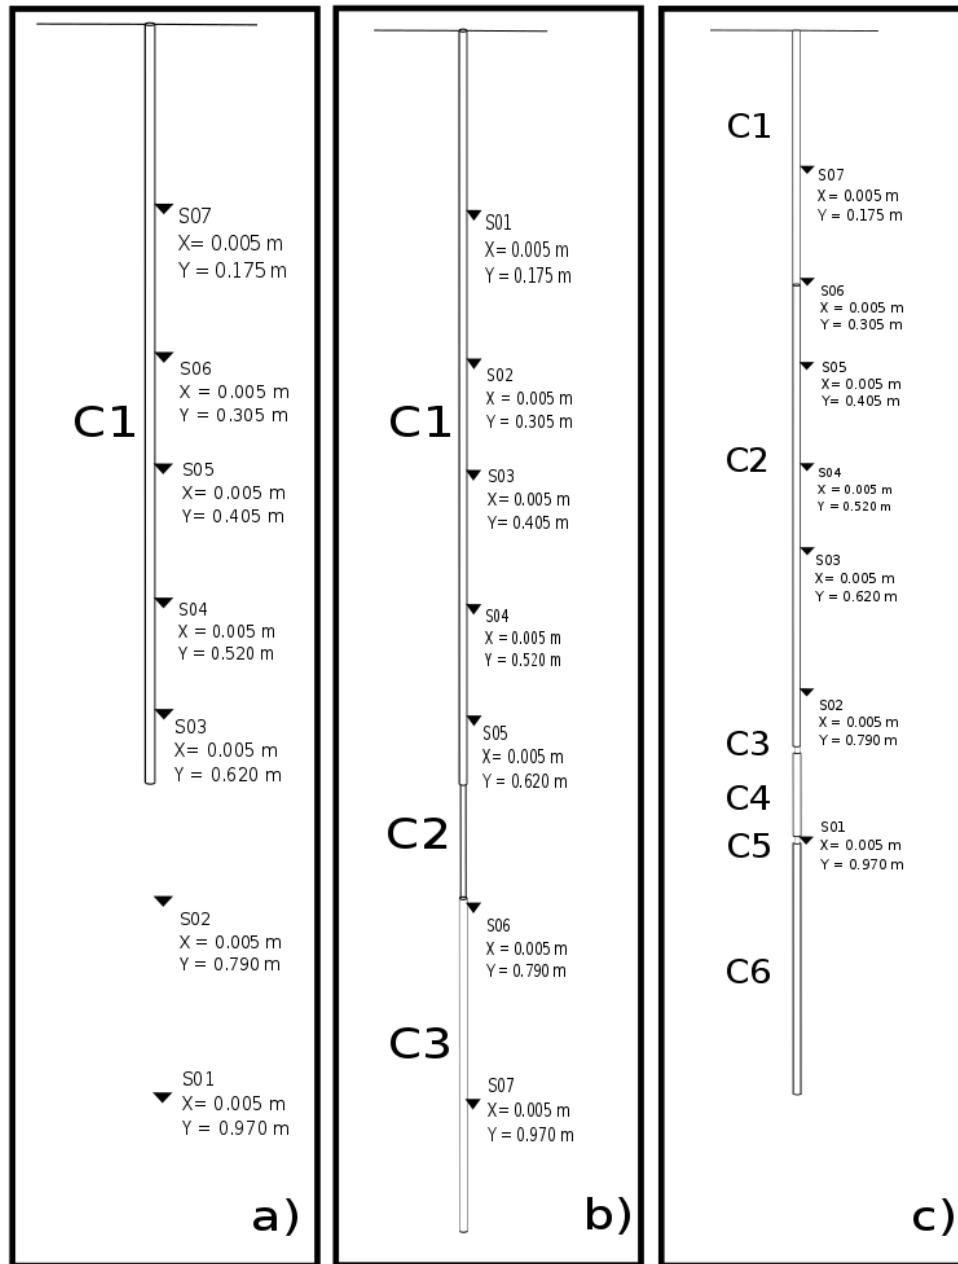 S07
X= 0.005 m
Y = 0.175 m
S06
X = 0.005 m
Y = 0.305 m
C1
S05
X= 0.005 m
Y= 0.405 m
S04
X = 0.005 m
Y = 0.520 m
S03
X= 0.005 m
Y = 0.620 m
S02
X = 0.005 m
Y = 0.790 m
S01
X= 0.005 m
Y = 0.970 m
a)
S01
X= 0.005 m
Y = 0.175 m
S02
X = 0.005 m
Y = 0.305 m
C1
S03
X= 0.005 m
Y= 0.405 m
S04
X = 0.005 m
Y = 0.520 m
S05
X= 0.005 m
Y = 0.620 m
C2
S06
X = 0.005 m
Y = 0.790 m
C3
S07
X= 0.005 m
Y = 0.970 m
b)
C1
S07
X= 0.005 m
Y = 0.175 m
S06
X = 0.005 m
Y = 0.305 m
S05
X= 0.005 m
Y= 0.405 m
C2
S04
X = 0.005 m
Y = 0.520 m
S03
X= 0.005 m
Y = 0.620 m
S02
X = 0.005 m
Y = 0.790 m
C3
C4
S01
X= 0.005 m
Y = 0.970 m
C5
C6
c)